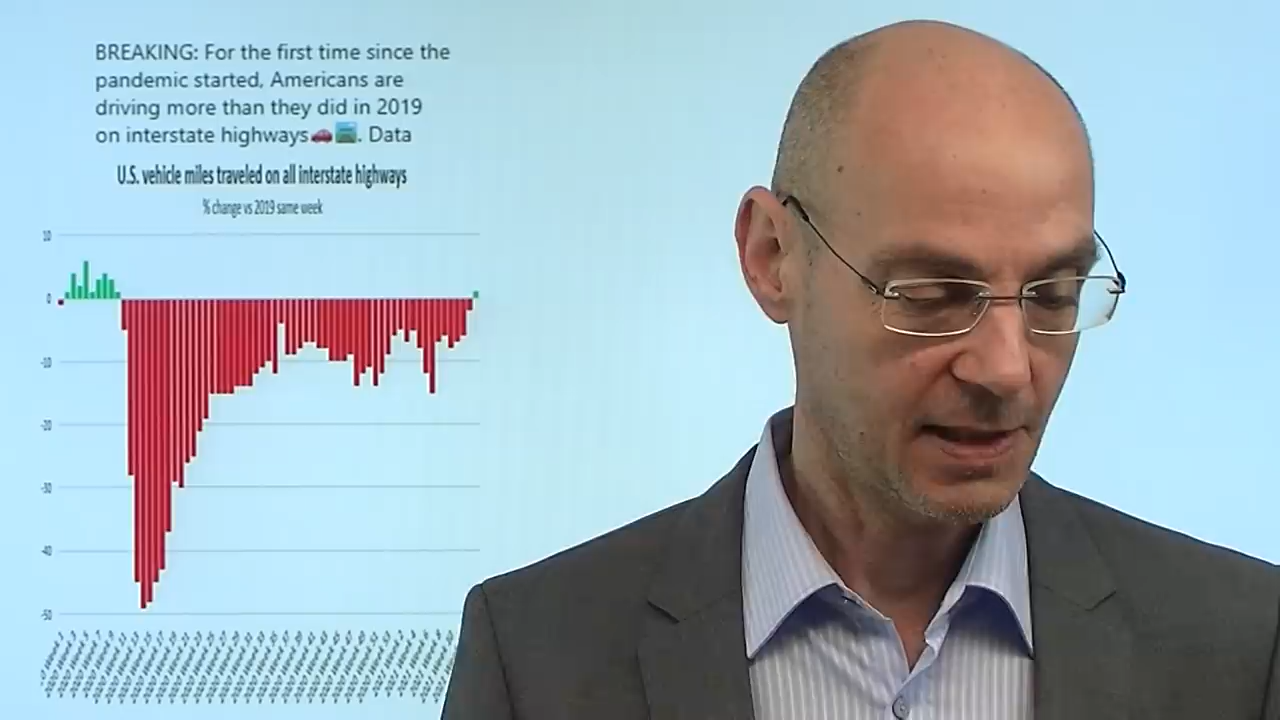 BREAKING: For the first time since the
pandemic started, Americans are
driving more than they did in 2019
on interstate highways🚗🏞. Data
U.S. vehicle miles traveled on all interstate highways
% change vs 2019 same week
10
0
-10
-20
-30
-40
-50